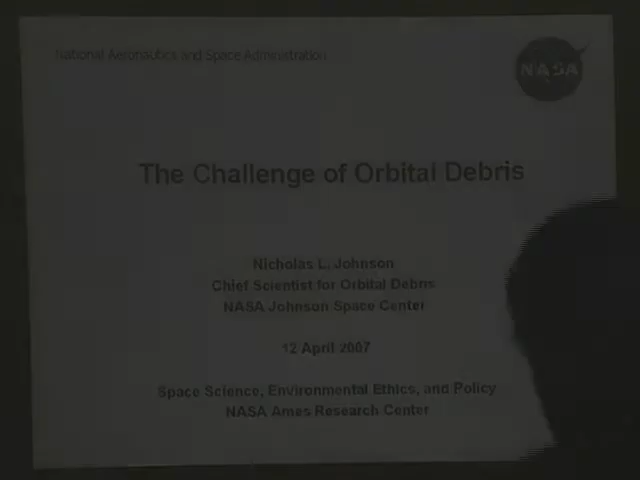 National Aeronautics and Space Administration
NASA
The Challenge of Orbital Debris
Nicholas L. Johnson
Chief Scientist for Orbital Debris
NASA Johnson Space Center
12 April 2007
Space Science, Environmental Ethics, and Policy
NASA Ames Research Center